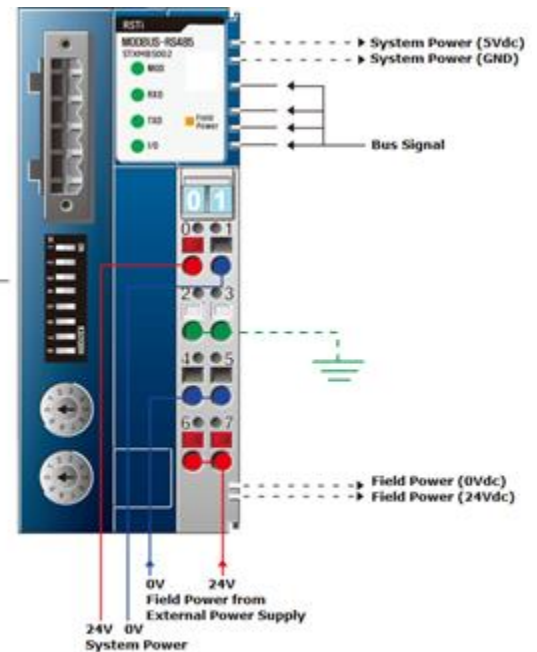 RSTi
MODBUS-RS485
STXMBS002
MOD
RXD
TXD
I/O
Field
Power
System Power (5Vdc)
System Power (GND)
Bus Signal
01
0 1
2 3
4 5
6 7
Field Power (0Vdc)
Field Power (24Vdc)
0V 24V
Field Power from
External Power Supply
24V 0V
System Power